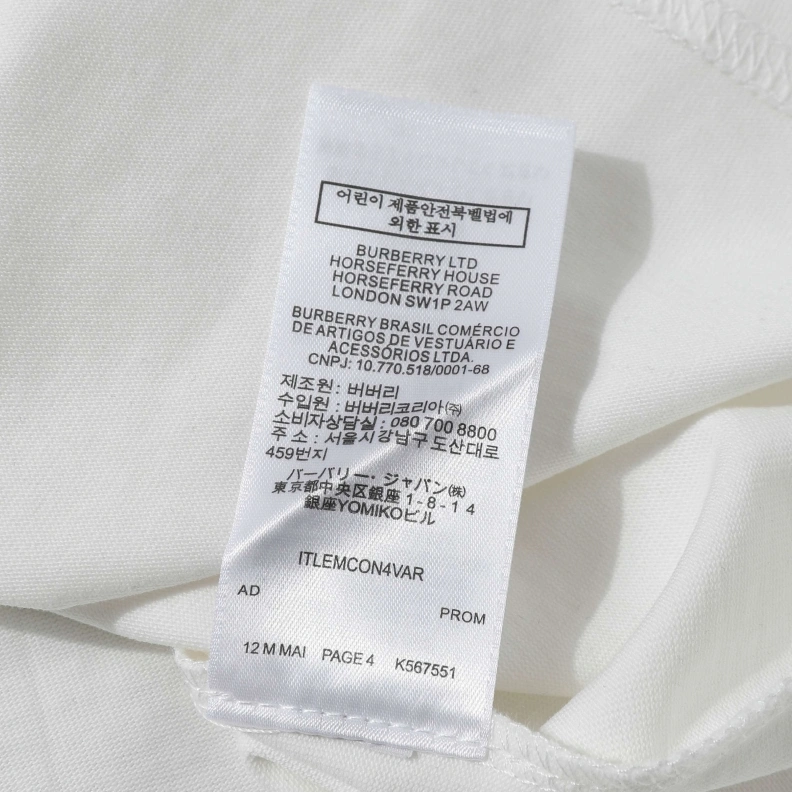 어린이 제품안전북벨법에
외한 표시
BURBERRY LTD
HORSEFERRY HOUSE
HORSEFERRY ROAD
LONDON SW1P 2AW
BURBERRY BRASIL COMÉRCIO
DE ARTIGOS DE VESTUÁRIO E
ACESSÓRIOS LTDA.
CNPJ: 10.770.518/0001-68
제조원: 버버리
수입원: 버버리코리아㈜
소비자상담실: 080 700 8800
주 소: 서울시강남구 도산대로
459번지
バーバリー・ジャパン㈱
東京都中央区銀座 1-8-14
銀座YOMIKOビル
ITLEMCON4VAR
AD
PROM
12 M MAI PAGE 4 K567551